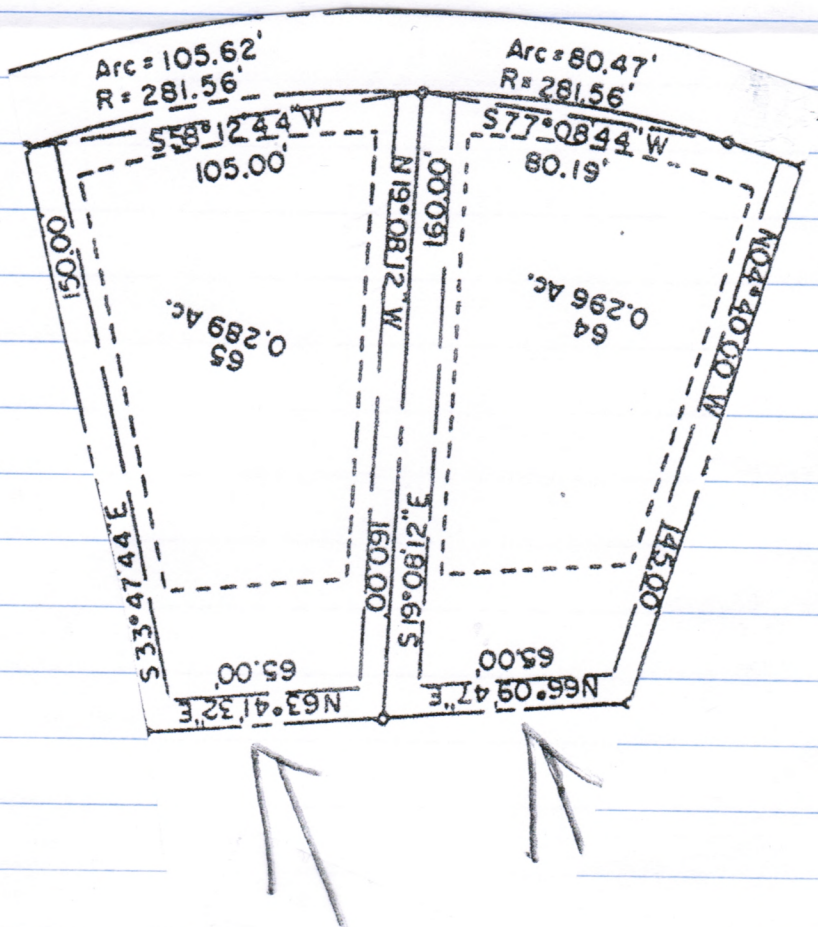 Arc = 105.62'
R = 281.56'
S58°12'44"W
105.00'
Arc = 80.47'
R = 281.56'
S77°08'44"W
80.19'
150.00
S 33°47'44"E
65
0.289 Ac.
N19°08'12"W
160.00'
160.00'
S19°08'12"E
64
0.296 Ac.
N04°40'00"W
145.00'
65.00'
N63°41'32"E
65.00'
N66°09'47"E